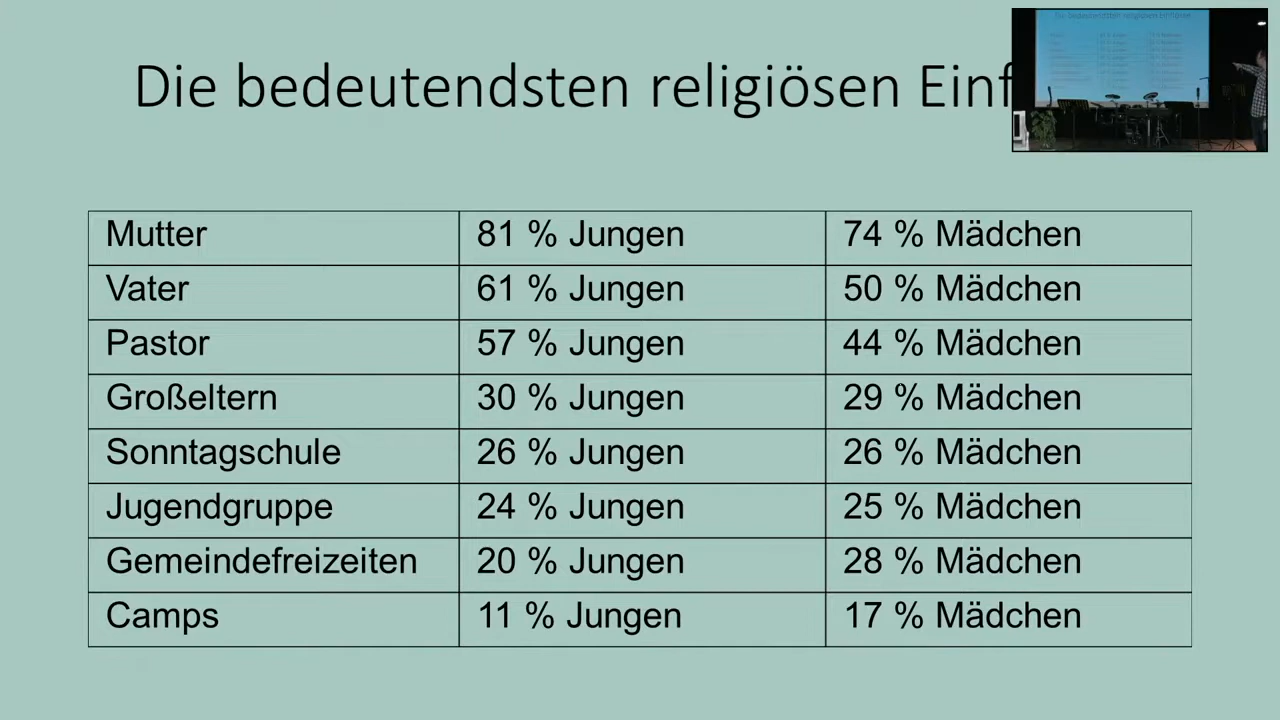 Die bedeutendsten religiösen Einf
Mutter 81 % Jungen 74 % Mädchen
Vater 61 % Jungen 50 % Mädchen
Pastor 57 % Jungen 44 % Mädchen
Großeltern 30 % Jungen 29 % Mädchen
Sonntagschule 26 % Jungen 26 % Mädchen
Jugendgruppe 24 % Jungen 25 % Mädchen
Gemeindefreizeiten 20 % Jungen 28 % Mädchen
Camps 11 % Jungen 17 % Mädchen